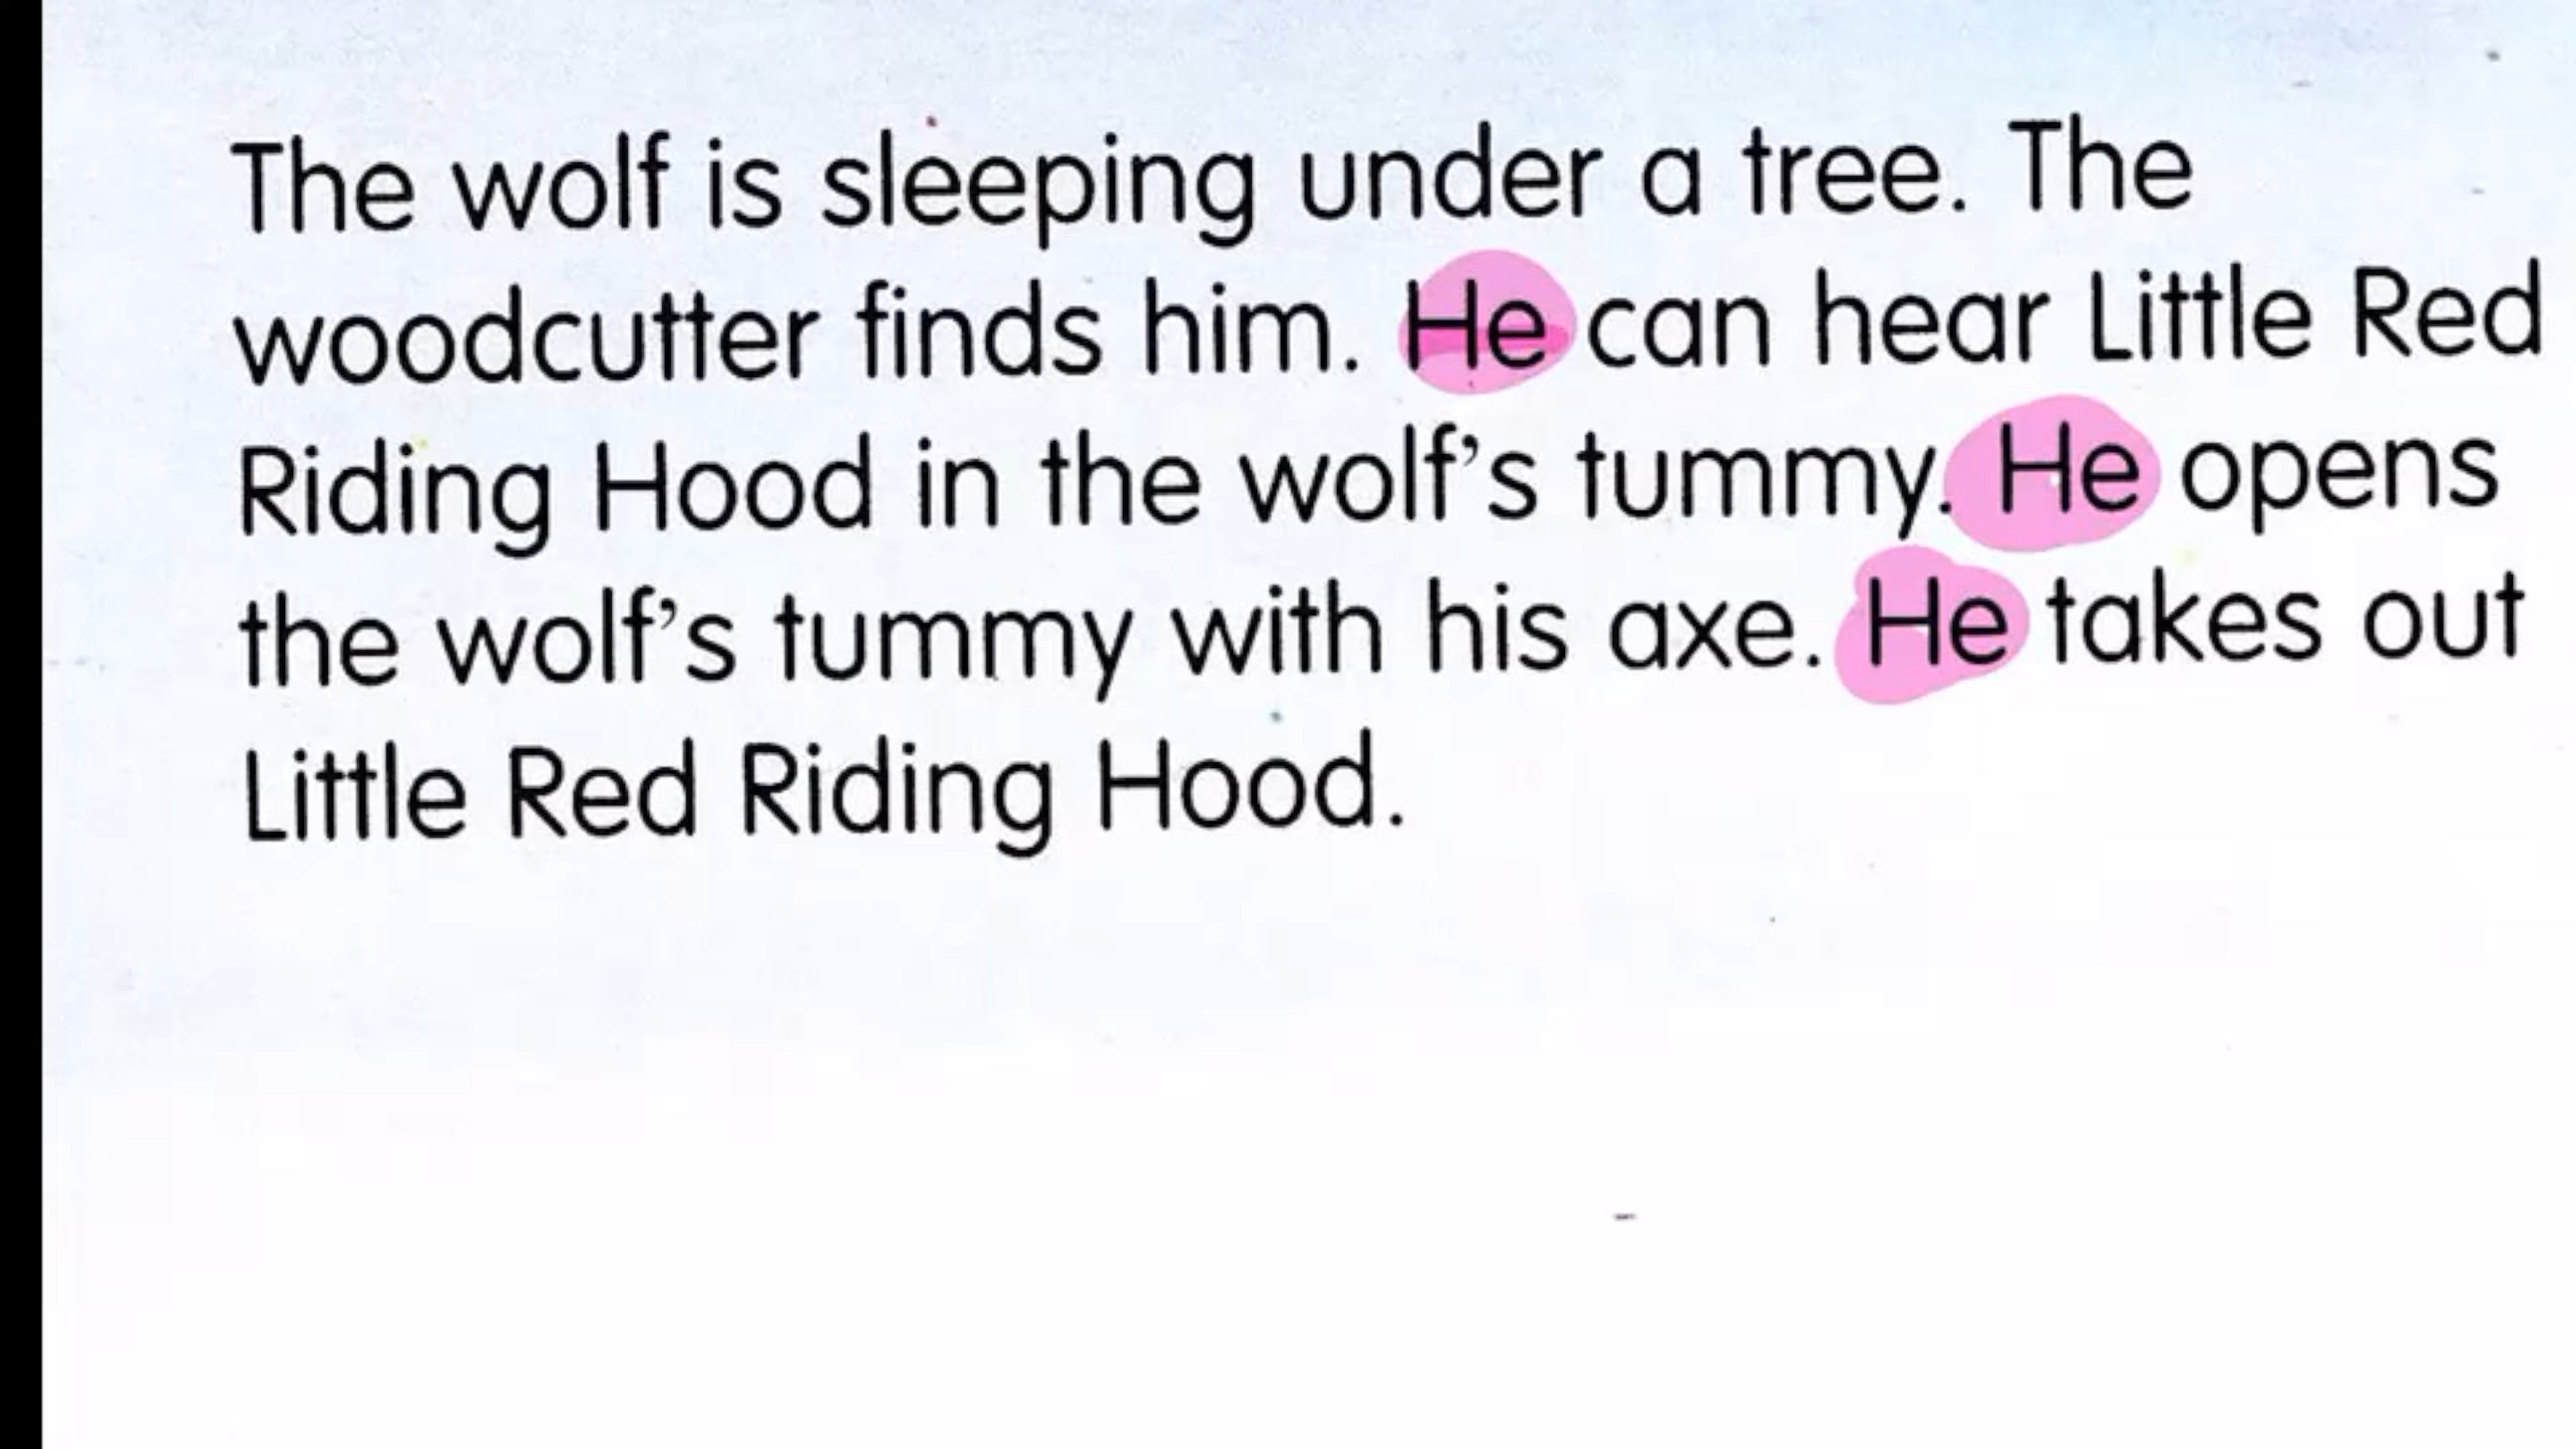 The wolf is sleeping under a tree. The
woodcutter finds him. He can hear Little Red
Riding Hood in the wolf's tummy. He opens
the wolf's tummy with his axe. He takes out
Little Red Riding Hood.